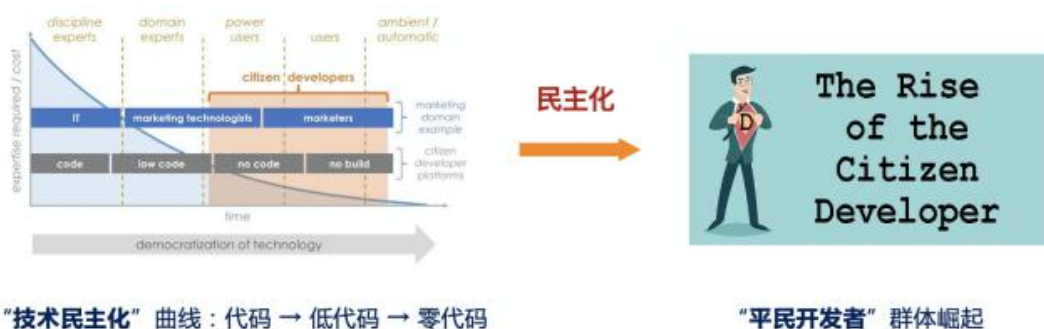 discipline experts
domain experts
power users
users
ambient / automatic
citizen developers
expertise required / cost
IT
marketing technologists
marketers
marketing domain example
code
low code
no code
no build
citizen developer platforms
time
democratization of technology
民主化
D
The Rise
of the
Citizen
Developer
“技术民主化”曲线：代码 → 低代码 → 零代码
“平民开发者”群体崛起